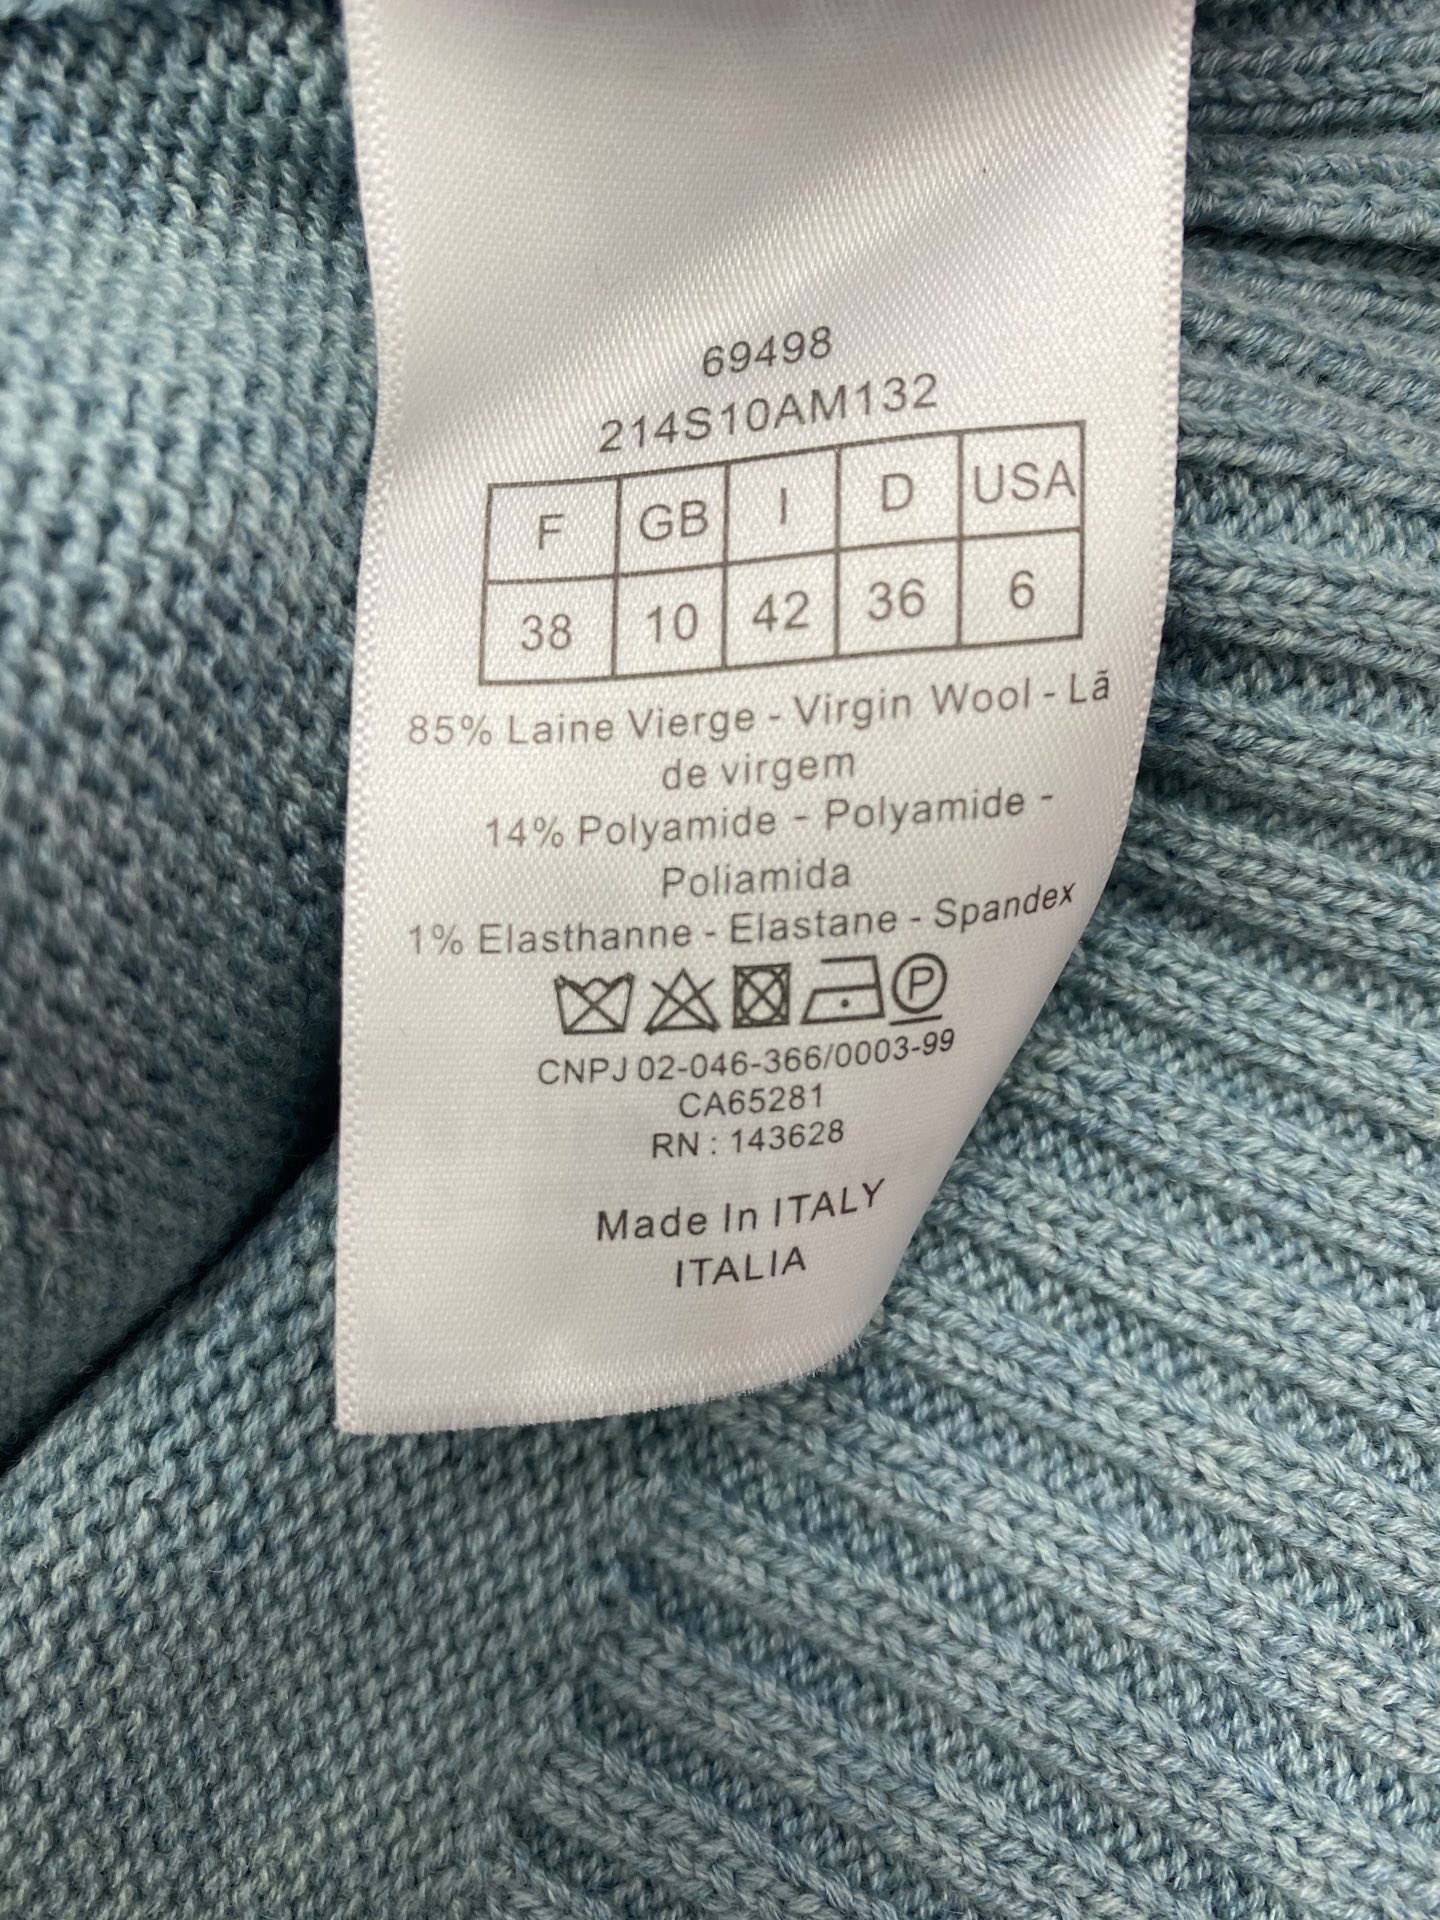 69498
214S10AM132
F GB I D USA
38 10 42 36 6
85% Laine Vierge - Virgin Wool - Lã
de virgem
14% Polyamide - Polyamide -
Poliamida
1% Elasthanne - Elastane - Spandex
P
CNPJ 02-046-366/0003-99
CA65281
RN : 143628
Made In ITALY
ITALIA